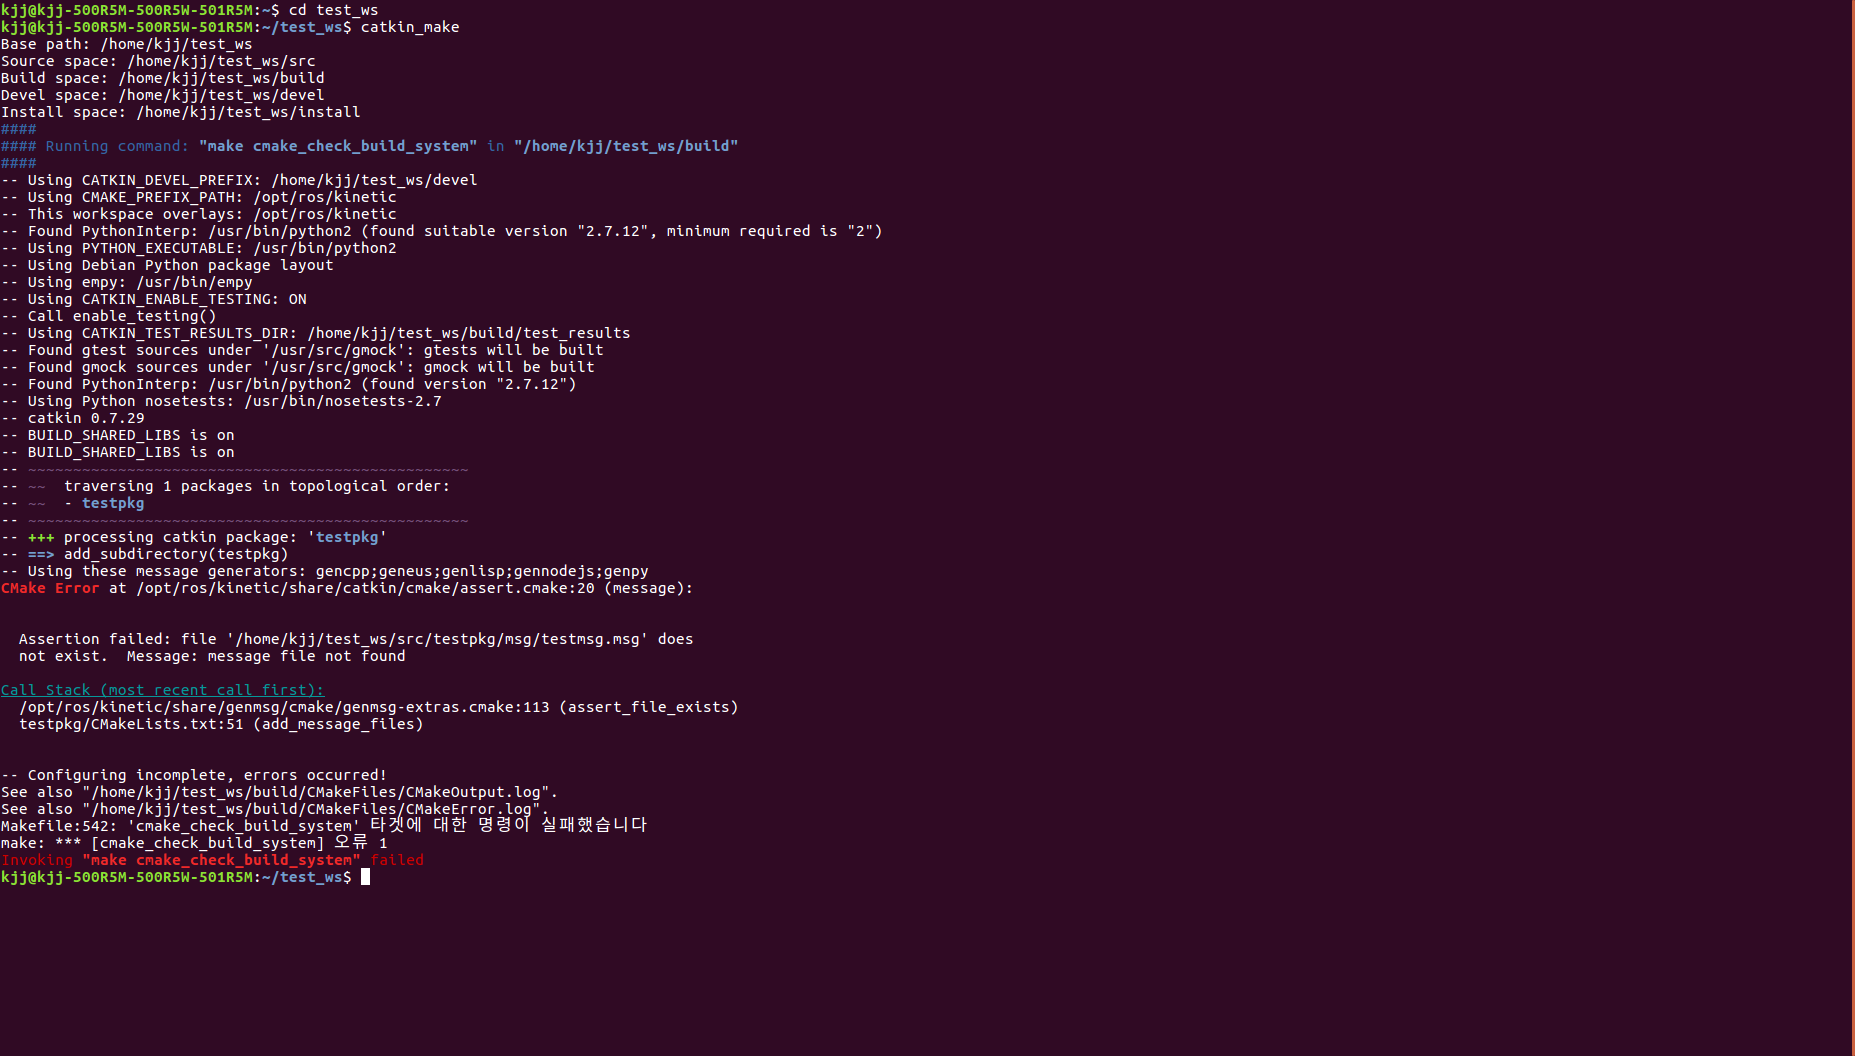 kjj@kjj-500R5M-500R5W-501R5M:~$ cd test_ws
kjj@kjj-500R5M-500R5W-501R5M:~/test_ws$ catkin_make
Base path: /home/kjj/test_ws
Source space: /home/kjj/test_ws/src
Build space: /home/kjj/test_ws/build
Devel space: /home/kjj/test_ws/devel
Install space: /home/kjj/test_ws/install
####
#### Running command: "make cmake_check_build_system" in "/home/kjj/test_ws/build"
####
-- Using CATKIN_DEVEL_PREFIX: /home/kjj/test_ws/devel
-- Using CMAKE_PREFIX_PATH: /opt/ros/kinetic
-- This workspace overlays: /opt/ros/kinetic
-- Found PythonInterp: /usr/bin/python2 (found suitable version "2.7.12", minimum required is "2")
-- Using PYTHON_EXECUTABLE: /usr/bin/python2
-- Using Debian Python package layout
-- Using empy: /usr/bin/empy
-- Using CATKIN_ENABLE_TESTING: ON
-- Call enable_testing()
-- Using CATKIN_TEST_RESULTS_DIR: /home/kjj/test_ws/build/test_results
-- Found gtest sources under '/usr/src/gmock': gtests will be built
-- Found gmock sources under '/usr/src/gmock': gmock will be built
-- Found PythonInterp: /usr/bin/python2 (found version "2.7.12")
-- Using Python nosetests: /usr/bin/nosetests-2.7
-- catkin 0.7.29
-- BUILD_SHARED_LIBS is on
-- BUILD_SHARED_LIBS is on
-- ~~~~~~~~~~~~~~~~~~~~~~~~~~~~~~~~~~~~~~~~~~~~~~~~~
-- ~~  traversing 1 packages in topological order:
-- ~~  - testpkg
-- ~~~~~~~~~~~~~~~~~~~~~~~~~~~~~~~~~~~~~~~~~~~~~~~~~
-- +++ processing catkin package: 'testpkg'
-- ==> add_subdirectory(testpkg)
-- Using these message generators: gencpp;geneus;genlisp;gennodejs;genpy
CMake Error at /opt/ros/kinetic/share/catkin/cmake/assert.cmake:20 (message):
Assertion failed: file '/home/kjj/test_ws/src/testpkg/msg/testmsg.msg' does
not exist.  Message: message file not found
Call Stack (most recent call first):
/opt/ros/kinetic/share/genmsg/cmake/genmsg-extras.cmake:113 (assert_file_exists)
testpkg/CMakeLists.txt:51 (add_message_files)
-- Configuring incomplete, errors occurred!
See also "/home/kjj/test_ws/build/CMakeFiles/CMakeOutput.log".
See also "/home/kjj/test_ws/build/CMakeFiles/CMakeError.log".
Makefile:542: 'cmake_check_build_system' 타겟에 대한 명령이 실패했습니다
make: *** [cmake_check_build_system] 오류 1
Invoking "make cmake_check_build_system" failed
kjj@kjj-500R5M-500R5W-501R5M:~/test_ws$